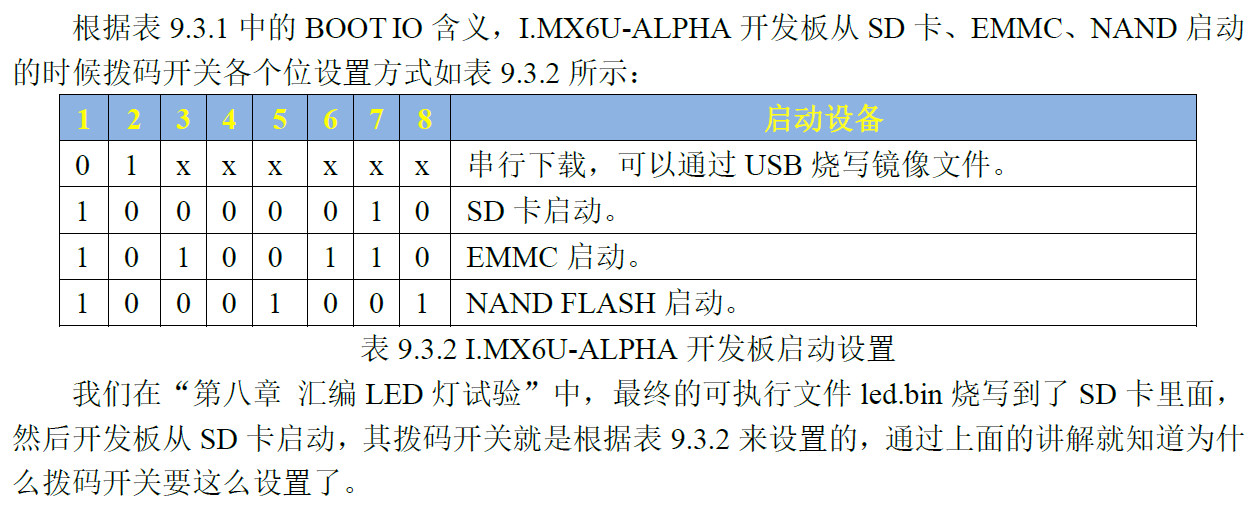 根据表 9.3.1 中的 BOOT IO 含义，I.MX6U-ALPHA 开发板从 SD 卡、EMMC、NAND 启动
的时候拨码开关各个位设置方式如表 9.3.2 所示：
1 2 3 4 5 6 7 8 启动设备
0 1 x x x x x x 串行下载，可以通过 USB 烧写镜像文件。
1 0 0 0 0 0 1 0 SD 卡启动。
1 0 1 0 0 1 1 0 EMMC 启动。
1 0 0 0 1 0 0 1 NAND FLASH 启动。
表 9.3.2 I.MX6U-ALPHA 开发板启动设置
我们在“第八章 汇编 LED 灯试验”中，最终的可执行文件 led.bin 烧写到了 SD 卡里面，
然后开发板从 SD 卡启动，其拨码开关就是根据表 9.3.2 来设置的，通过上面的讲解就知道为什
么拨码开关要这么设置了。